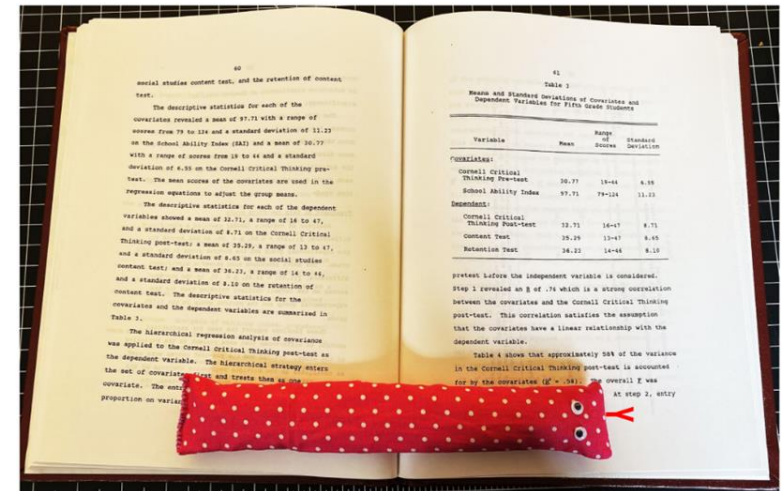 60
social studies content test, and the retention of content
test.
The descriptive statistics for each of the
covariates revealed a mean of 97.71 with a range of
scores from 79 to 124 and a standard deviation of 11.23
on the School Ability Index (SAI) and a mean of 30.77
with a range of scores from 19 to 44 and a standard
deviation of 6.95 on the Cornell Critical Thinking pre-
test. The mean scores of the covariates are used in the
regression equations to adjust the group means.
The descriptive statistics for each of the dependent
variables showed a mean of 32.71, a range of 16 to 47,
and a standard deviation of 8.71 on the Cornell Critical
Thinking post-test; a mean of 25.29, a range of 13 to 47,
and a standard deviation of 8.65 on the social studies
content test; and a mean of 36.23, a range of 14 to 46,
and a standard deviation of 8.10 on the retention of
content test. The descriptive statistics for the
covariates and the dependent variables are summarized in
Table 3.
The hierarchical regression analysis of covariance
was applied to the Cornell Critical Thinking post-test as
the dependent variable. The hierarchical strategy enters
the set of covariates first and treats them as one
covariate. The
proportion
61
Table 3
Means and Standard Deviations of Covariates and
Dependent Variables for Fifth Grade Students
Variable Mean Range of Scores Standard Deviation
Covariates:
Cornell Critical
Thinking Pre-test 30.77 19-44 6.95
School Ability Index 97.71 79-124 11.23
Dependent:
Cornell Critical
Thinking Post-test 32.71 16-47 8.71
Content Test 25.29 13-47 8.65
Retention Test 36.22 14-46 8.10
pretest before the independent variable is considered.
Step 1 revealed an R of .76 which is a strong correlation
between the covariates and the Cornell Critical Thinking
post-test. This correlation satisfies the assumption
that the covariates have a linear relationship with the
dependent variable.
Table 4 shows that approximately 58% of the variance
in the Cornell Critical Thinking post-test is accounted
for by the covariates (R² = .58). The overall F was
At step 2, entry